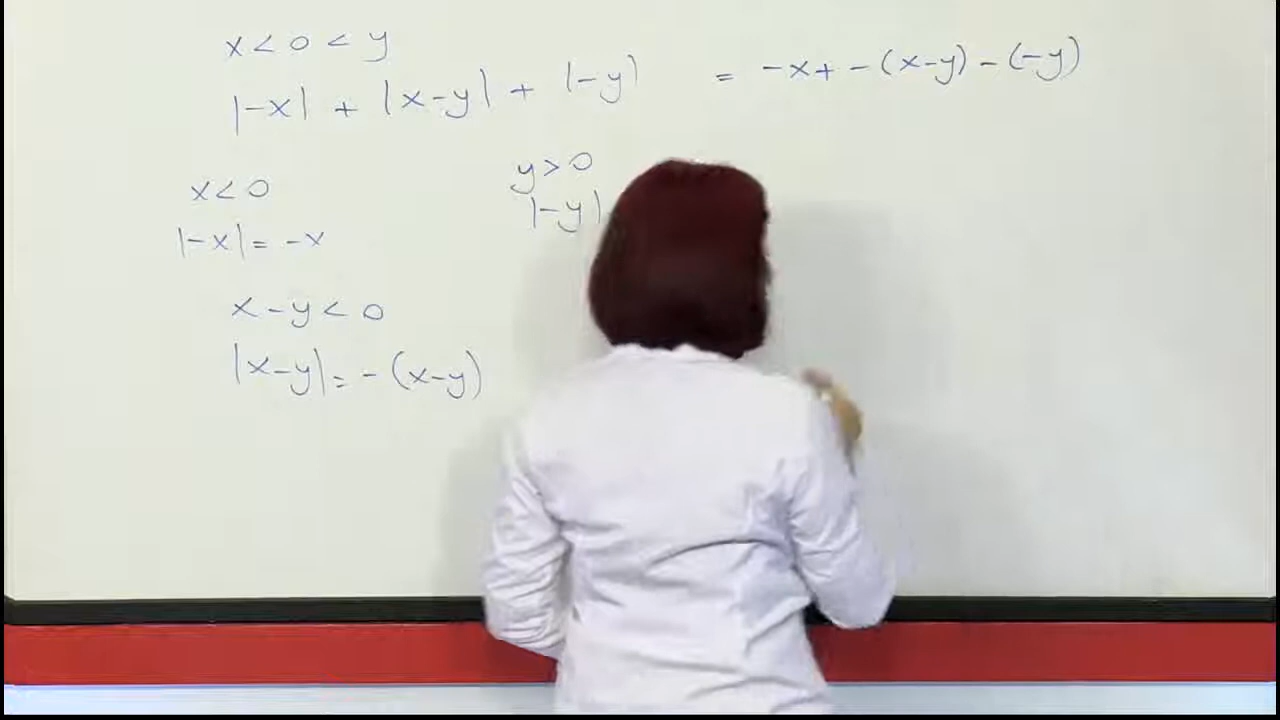 x < 0 < y
|-x| + |x-y| + |-y| = -x + -(x-y) - (-y)
x < 0
|-x| = -x
y > 0
|-y|
x - y < 0
|x-y| = -(x-y)